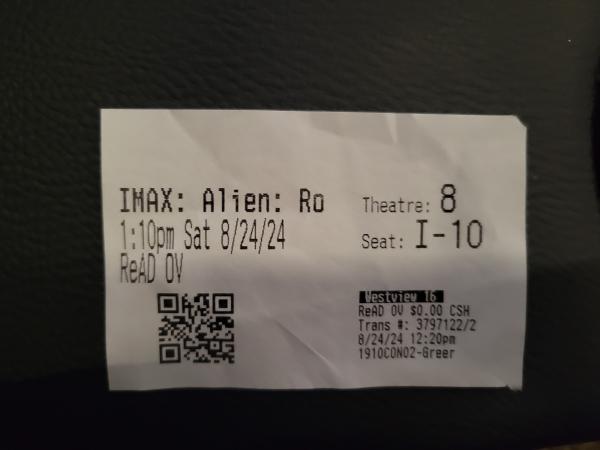 IMAX: Alien: Ro
1:10pm Sat 8/24/24
ReAD OV
Theatre: 8
Seat: I-10
Westview 16
ReAD OV $0.00 CSH
Trans #: 3797122/2
8/24/24 12:20pm
1910CON02-Greer